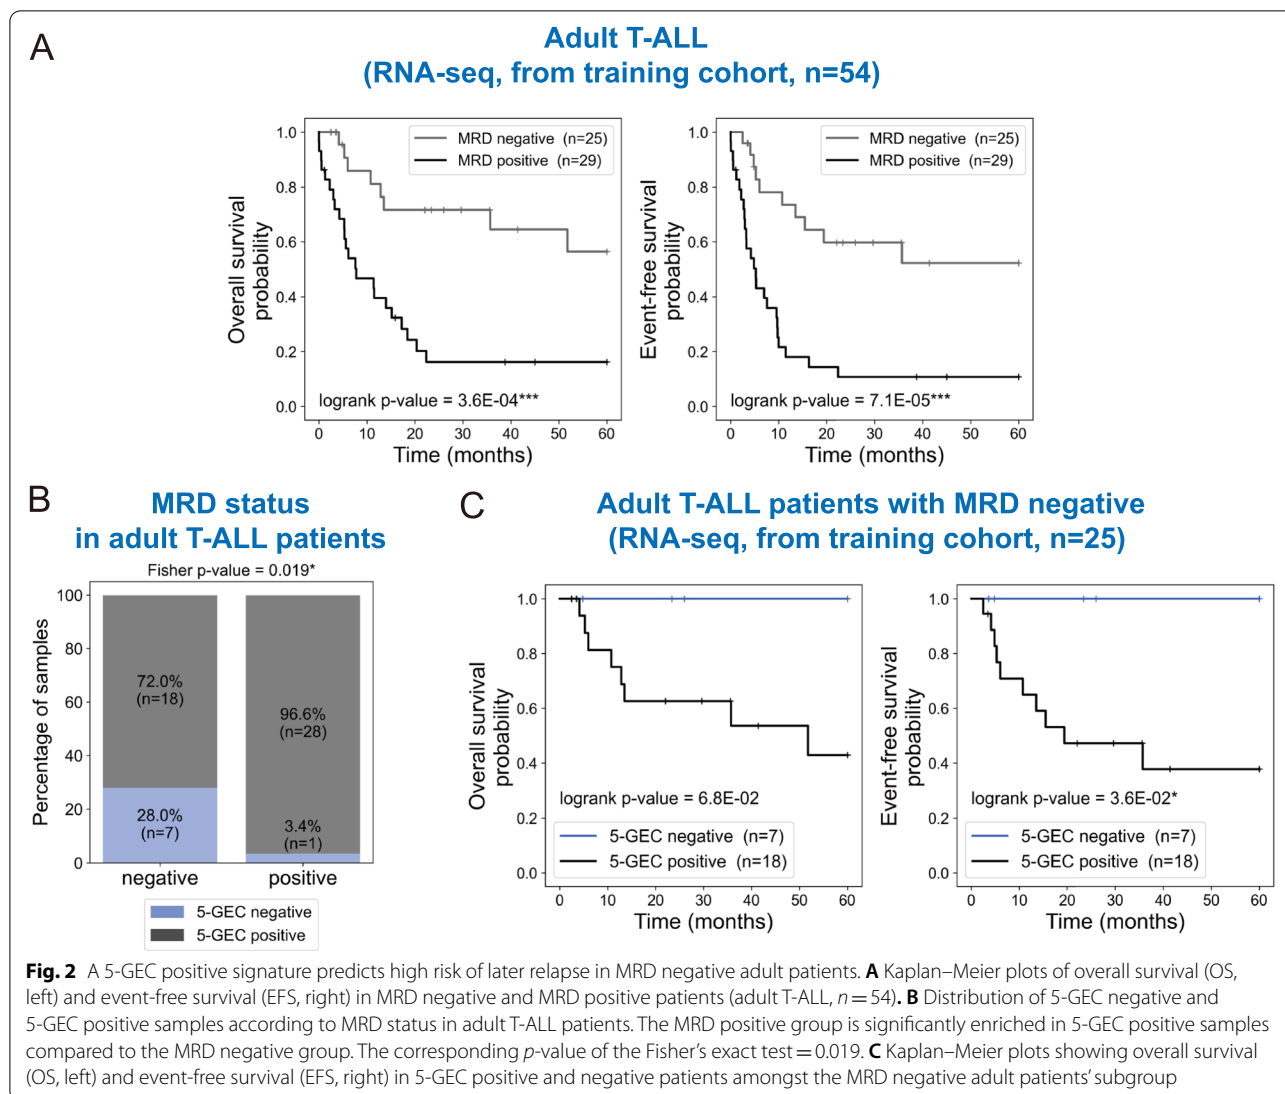 A
Adult T-ALL
(RNA-seq, from training cohort, n=54)
1.0
0.8
0.6
0.4
0.2
0.0
Overall survival
probability
MRD negative (n=25)
MRD positive (n=29)
logrank p-value = 3.6E-04***
0 10 20 30 40 50 60
Time (months)
1.0
0.8
0.6
0.4
0.2
0.0
Event-free survival
probability
MRD negative (n=25)
MRD positive (n=29)
logrank p-value = 7.1E-05***
0 10 20 30 40 50 60
Time (months)
B
MRD status
in adult T-ALL patients
Fisher p-value = 0.019*
100
80
60
40
20
0
Percentage of samples
72.0%
(n=18)
28.0%
(n=7)
96.6%
(n=28)
3.4%
(n=1)
negative positive
5-GEC negative
5-GEC positive
C
Adult T-ALL patients with MRD negative
(RNA-seq, from training cohort, n=25)
1.0
0.8
0.6
0.4
0.2
0.0
Overall survival
probability
logrank p-value = 6.8E-02
5-GEC negative (n=7)
5-GEC positive (n=18)
0 10 20 30 40 50 60
Time (months)
1.0
0.8
0.6
0.4
0.2
0.0
Event-free survival
probability
logrank p-value = 3.6E-02*
5-GEC negative (n=7)
5-GEC positive (n=18)
0 10 20 30 40 50 60
Time (months)
Fig. 2 A 5-GEC positive signature predicts high risk of later relapse in MRD negative adult patients. A Kaplan–Meier plots of overall survival (OS,
left) and event-free survival (EFS, right) in MRD negative and MRD positive patients (adult T-ALL, n = 54). B Distribution of 5-GEC negative and
5-GEC positive samples according to MRD status in adult T-ALL patients. The MRD positive group is significantly enriched in 5-GEC positive samples
compared to the MRD negative group. The corresponding p-value of the Fisher's exact test = 0.019. C Kaplan–Meier plots showing overall survival
(OS, left) and event-free survival (EFS, right) in 5-GEC positive and negative patients amongst the MRD negative adult patients' subgroup